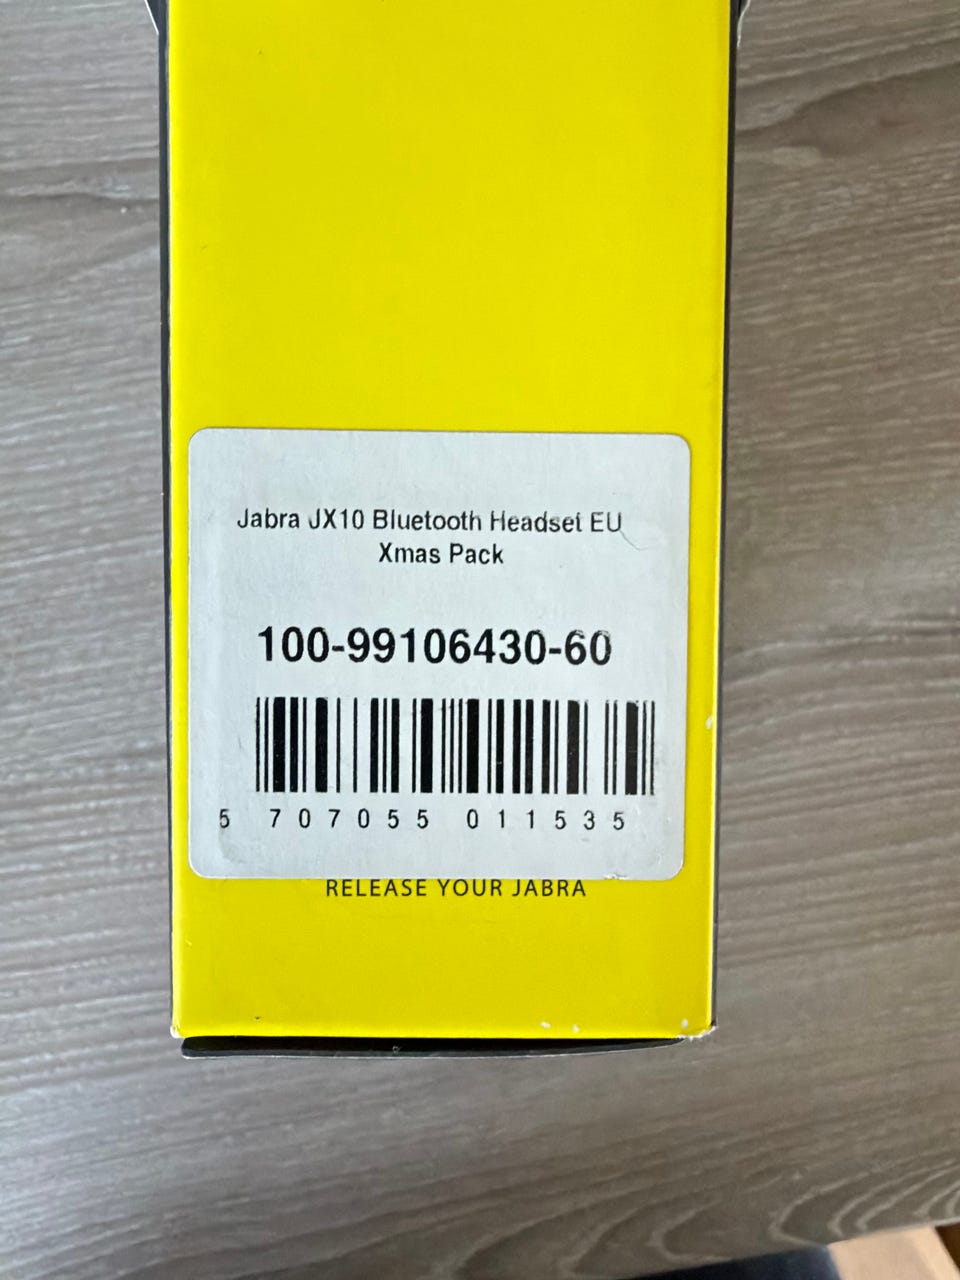 Jabra JX10 Bluetooth Headset EU
Xmas Pack
100-99106430-60
5 707055 011535
RELEASE YOUR JABRA